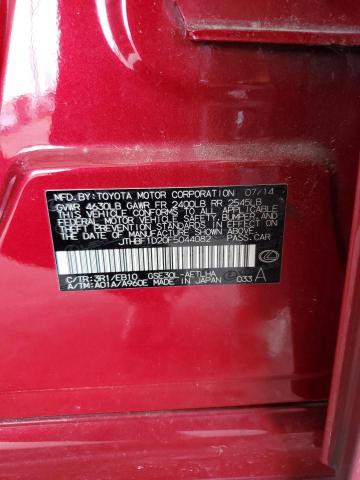 MFD. BY: TOYOTA MOTOR CORPORATION 07/14
GVWR 4630LB GAWR FR 2400LB RR 2545LB
THIS VEHICLE CONFORMS TO ALL APPLICABLE
FEDERAL MOTOR VEHICLE SAFETY, BUMPER, AND
THEFT PREVENTION STANDARDS IN EFFECT ON
THE DATE OF MANUFACTURE SHOWN ABOVE.
JTHBF1D20F5044082 PASS. CAR
C/TR: 3R1/EB10 GSE30L-AETLHA 033 A
A/TM: A01A/A960E MADE IN JAPAN